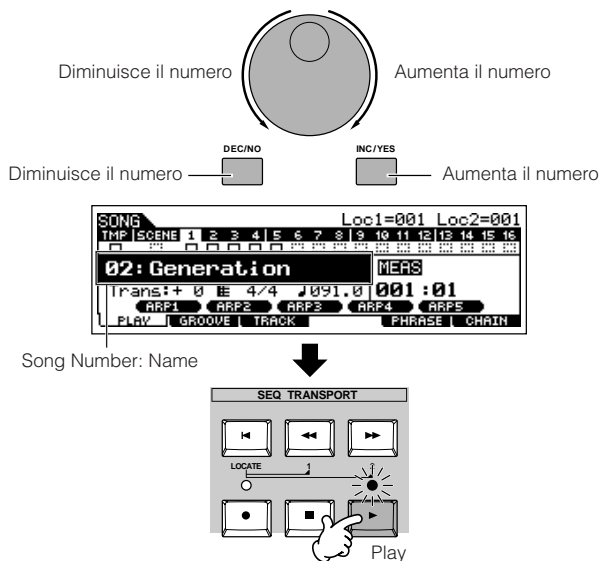 Diminuisce il numero
Aumenta il numero
DEC/NO
INC/YES
Diminuisce il numero
Aumenta il numero
SONG Loc1=001 Loc2=001
TMP SCENE 1 2 3 4 5 6 7 8 9 10 11 12 13 14 15 16
02:Generation
MEAS
Trans:+ 0 4/4 ♩091.0 001:01
ARP1 ARP2 ARP3 ARP4 ARP5
PLAY GROOVE TRACK PHRASE CHAIN
Song Number: Name
SEQ TRANSPORT
LOCATE 1 2
Play